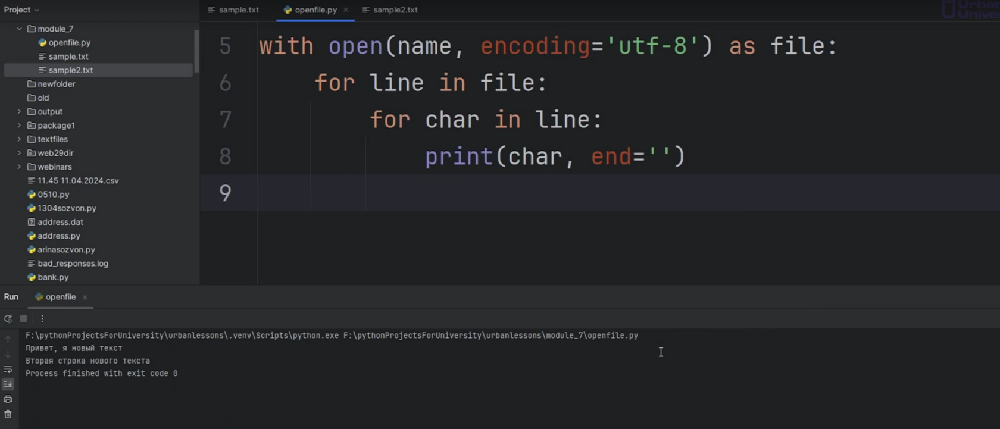 Project
sample.txt
openfile.py
sample2.txt
module_7
openfile.py
sample.txt
sample2.txt
newfolder
old
output
package1
textfiles
web29dir
webinars
11.45 11.04.2024.csv
0510.py
1304sozvon.py
address.dat
address.py
arinasozvon.py
bad_responses.log
bank.py
5 with open(name, encoding='utf-8') as file:
6 for line in file:
7 for char in line:
8 print(char, end='')
9
Run
openfile
F:\pythonProjectsForUniversity\urbanlessons\.venv\Scripts\python.exe F:\pythonProjectsForUniversity\urbanlessons\module_7\openfile.py
Привет, я новый текст
Вторая строка нового текста
Process finished with exit code 0